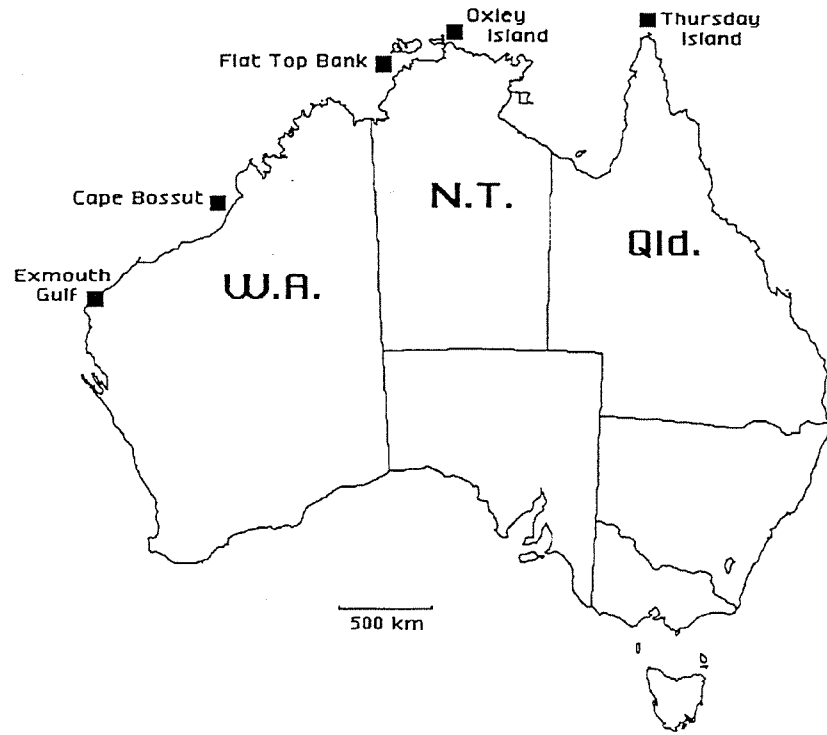 Oxley
Island
Thursday
Island
Flat Top Bank
N.T.
Cape Bossut
Qld.
Exmouth
Gulf
W.A.
500 km